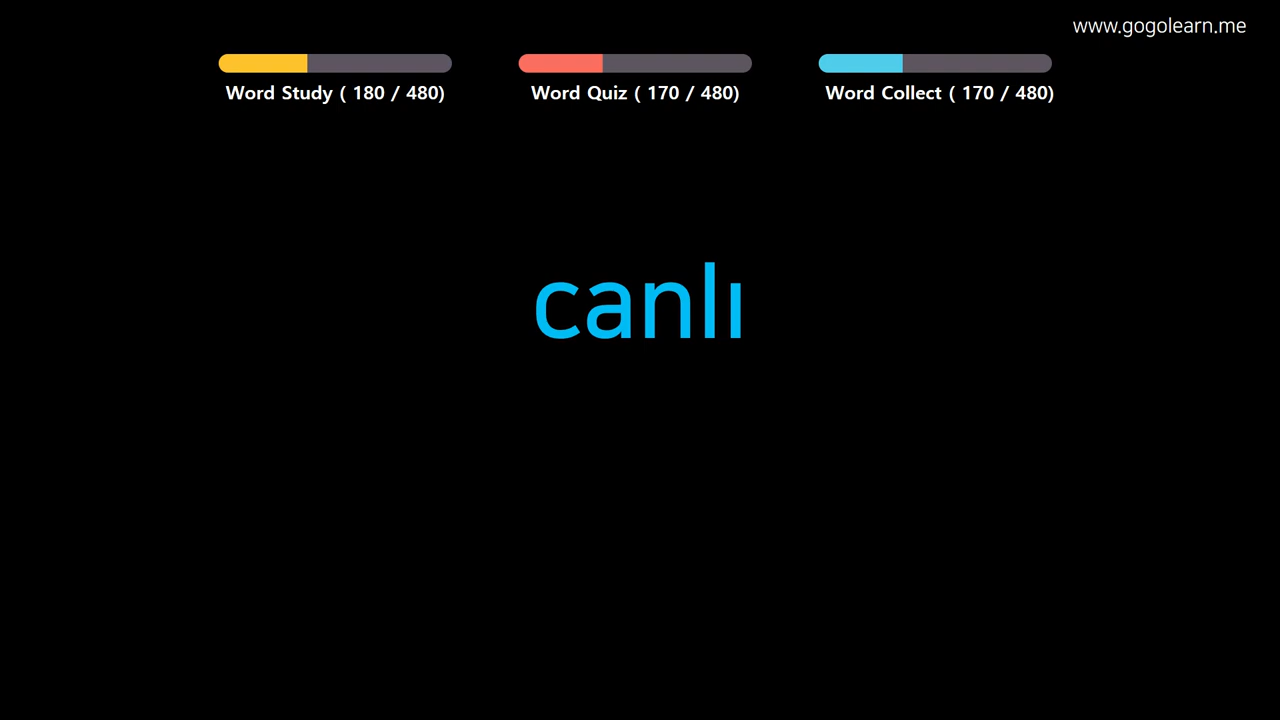 www.gogolearn.me
Word Study ( 180 / 480)
Word Quiz ( 170 / 480)
Word Collect ( 170 / 480)
canlı